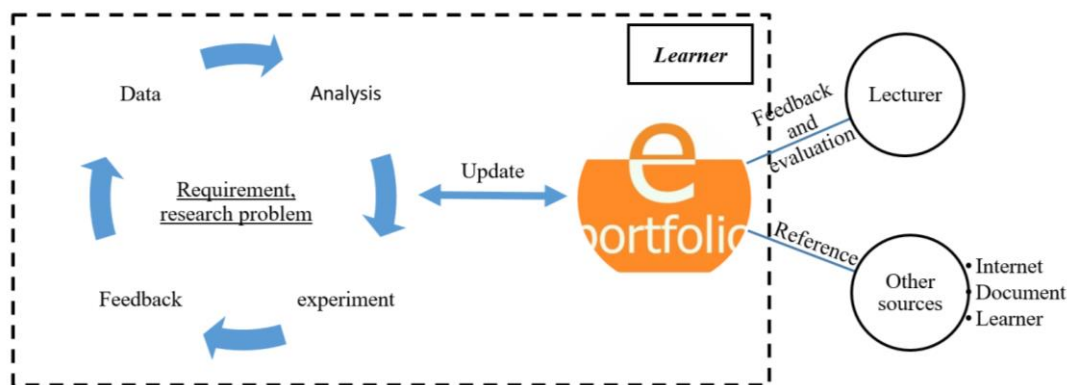 Learner
Data
Analysis
Requirement,
research problem
Feedback
experiment
Update
e
portfolio
Feedback
and
evaluation
Lecturer
Reference
Other
sources
• Internet
• Document
• Learner